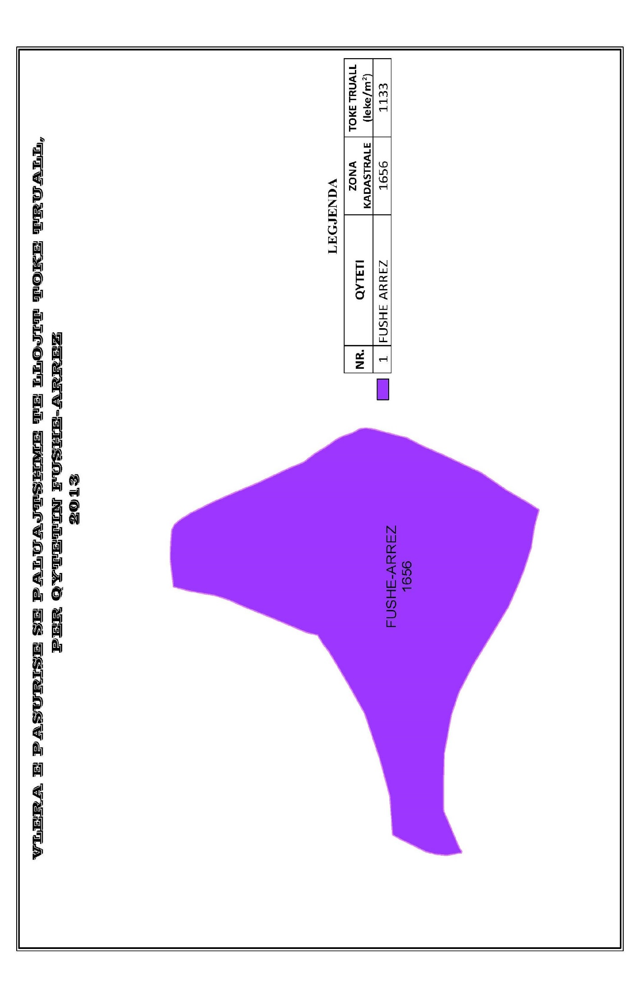 VLERA E PASURISE SE PALUAJTSHME TE LLOJIT TOKE TRUALL,
PER QYTETIN FUSHE-ARREZ
2013
LEGJENDA
NR. QYTETI ZONA KADASTRALE TOKE TRUALL (leke/m²)
1 FUSHE ARREZ 1656 1133
FUSHE-ARREZ
1656